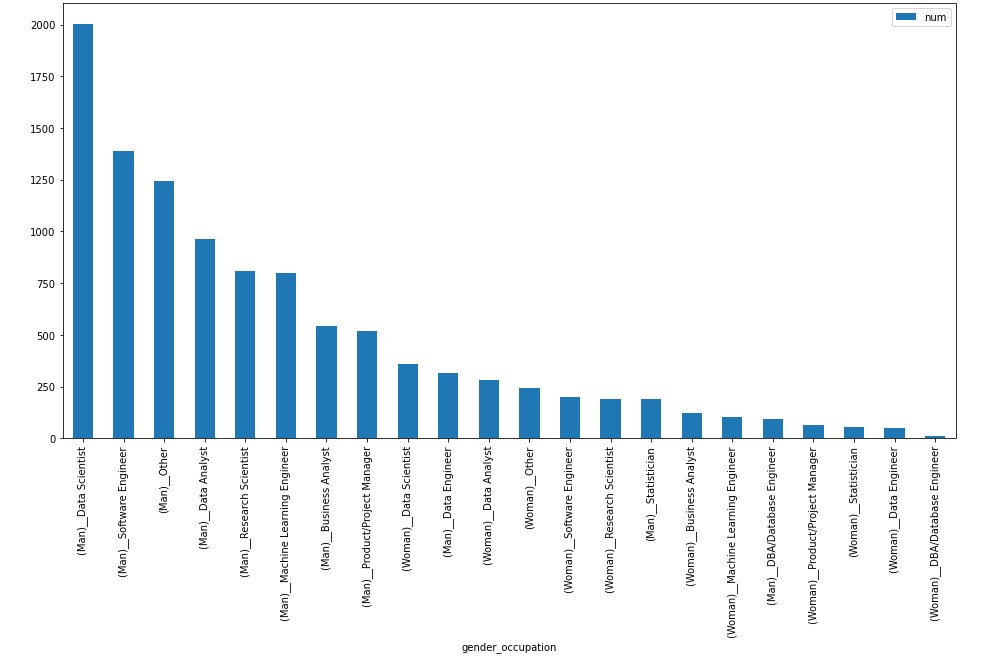 num
2000
1750
1500
1250
1000
750
500
250
0
(Man)__Data Scientist
(Man)__Software Engineer
(Man)__Other
(Man)__Data Analyst
(Man)__Research Scientist
(Man)__Machine Learning Engineer
(Man)__Business Analyst
(Man)__Product/Project Manager
(Woman)__Data Scientist
(Man)__Data Engineer
(Woman)__Data Analyst
(Woman)__Other
(Woman)__Software Engineer
(Woman)__Research Scientist
(Man)__Statistician
(Woman)__Business Analyst
(Woman)__Machine Learning Engineer
(Man)__DBA/Database Engineer
(Woman)__Product/Project Manager
(Woman)__Statistician
(Woman)__Data Engineer
(Woman)__DBA/Database Engineer
gender_occupation